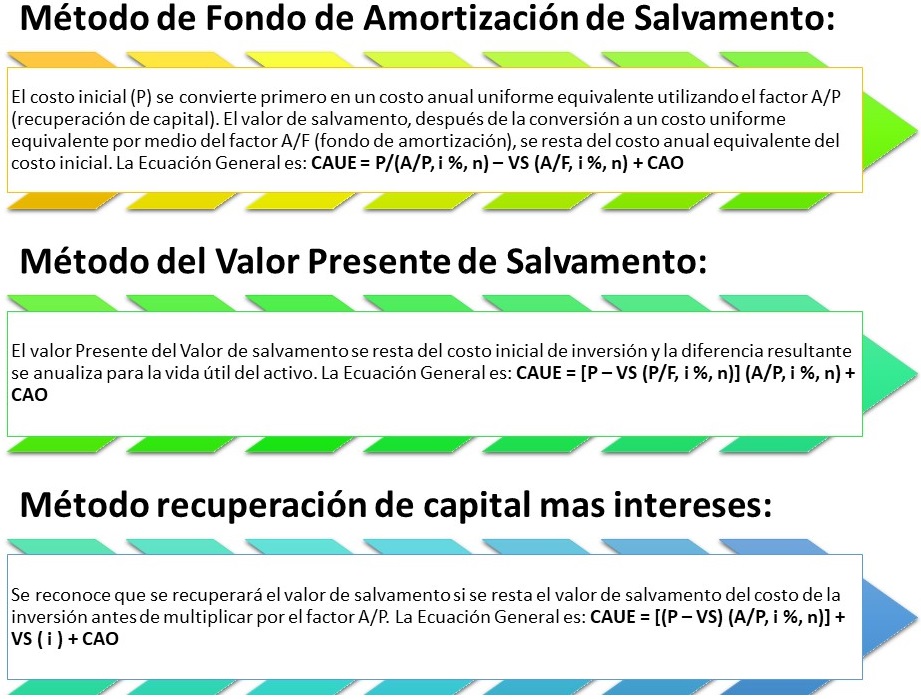 Método de Fondo de Amortización de Salvamento:
El costo inicial (P) se convierte primero en un costo anual uniforme equivalente utilizando el factor A/P
(recuperación de capital). El valor de salvamento, después de la conversión a un costo uniforme
equivalente por medio del factor A/F (fondo de amortización), se resta del costo anual equivalente del
costo inicial. La Ecuación General es: CAUE = P/(A/P, i %, n) – VS (A/F, i %, n) + CAO
Método del Valor Presente de Salvamento:
El valor Presente del Valor de salvamento se resta del costo inicial de inversión y la diferencia resultante
se anualiza para la vida útil del activo. La Ecuación General es: CAUE = [P – VS (P/F, i %, n)] (A/P, i %, n) +
CAO
Método recuperación de capital mas intereses:
Se reconoce que se recuperará el valor de salvamento si se resta el valor de salvamento del costo de la
inversión antes de multiplicar por el factor A/P. La Ecuación General es: CAUE = [(P – VS) (A/P, i %, n)] +
VS ( i ) + CAO